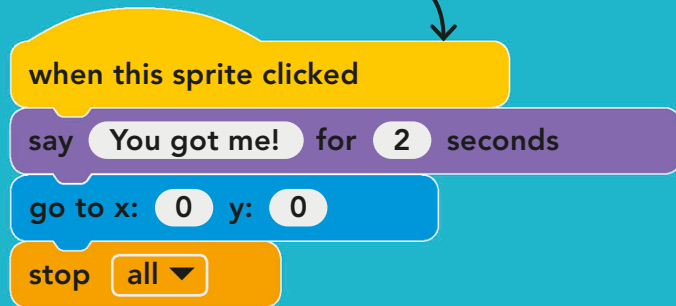 when this sprite clicked
say You got me! for 2 seconds
go to x: 0 y: 0
stop all